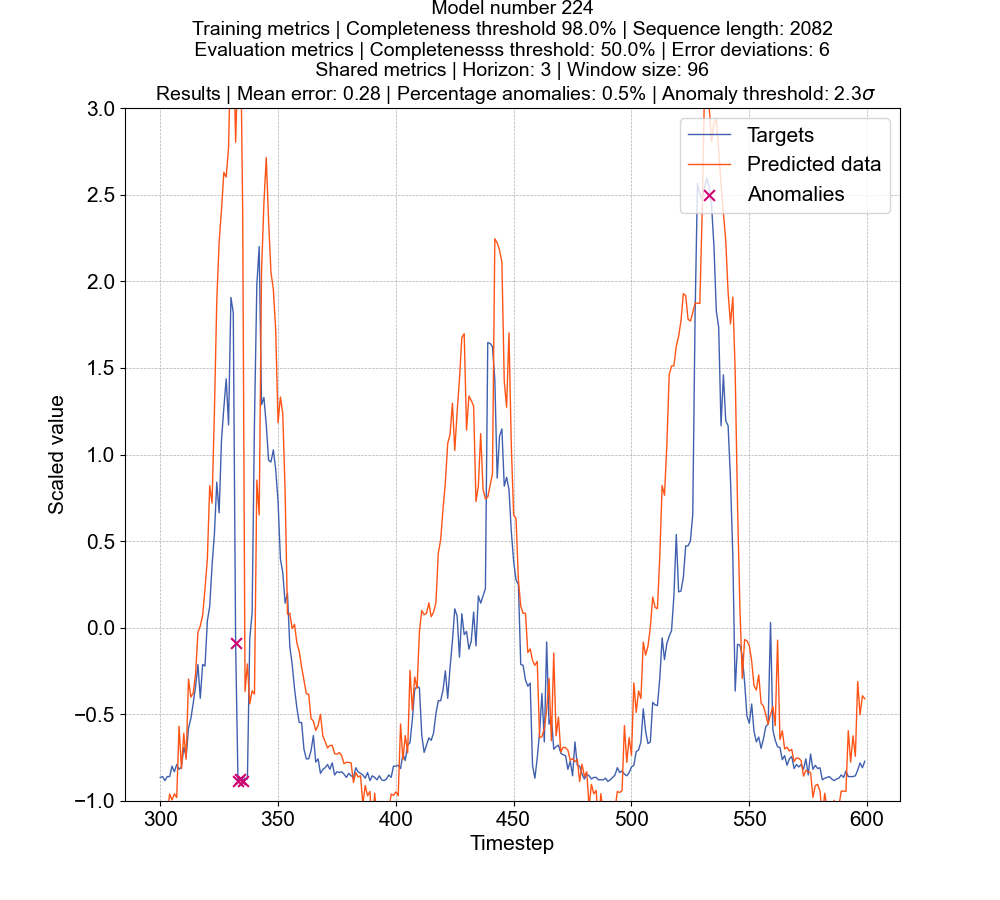 Model number 224
Training metrics | Completeness threshold 98.0% | Sequence length: 2082
Evaluation metrics | Completenesss threshold: 50.0% | Error deviations: 6
Shared metrics | Horizon: 3 | Window size: 96
Results | Mean error: 0.28 | Percentage anomalies: 0.5% | Anomaly threshold: 2.3σ
Targets
Predicted data
Anomalies
Scaled value
3.0
2.5
2.0
1.5
1.0
0.5
0.0
−0.5
−1.0
300 350 400 450 500 550 600
Timestep